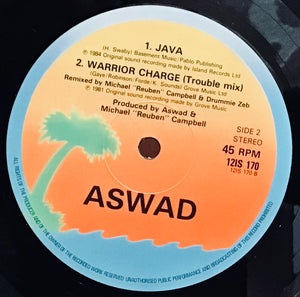 1. JAVA
(H. Swaby) Basement Music/ Pablo Publishing
℗ 1984 Original sound recording made by Island Records Ltd
2. WARRIOR CHARGE (Trouble mix)
(Gaye/Robinson/Forde/K. Sounds) Grove Music
Remixed by Michael "Reuben" Campbell & Drummie Zeb
℗ 1981 Original sound recording made by Grove Music Ltd
Produced by Aswad &
Michael "Reuben" Campbell
SIDE 2
STEREO
45 RPM
12IS 170
12IS 170 B
ASWAD
ALL RIGHTS OF THE PRODUCER AND OF THE OWNER OF THE RECORDED WORK RESERVED UNAUTHORISED PUBLIC PERFORMANCE AND BROADCASTING OF THIS RECORD PROHIBITED